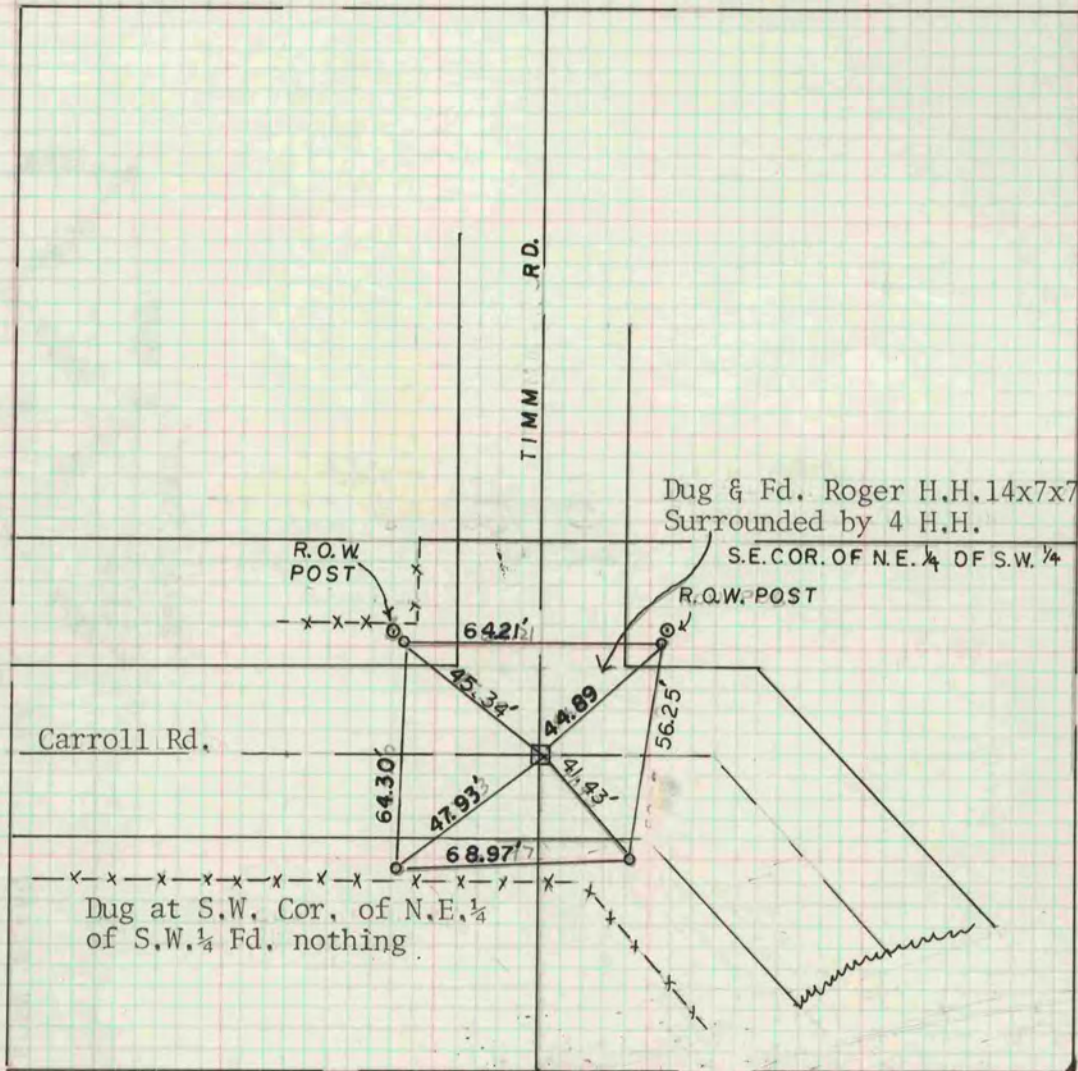 TIMM RD.
Dug & Fd. Roger H.H.14x7x7
Surrounded by 4 H.H.
S.E.COR.OF N.E.¼ OF S.W.¼
R.O.W.
POST
R.O.W. POST
64.21'
45.34'
44.89
56.25'
Carroll Rd.
64.30'
47.93'
41.43'
68.97'
Dug at S.W. Cor. of N.E.¼
of S.W.¼ Fd. nothing